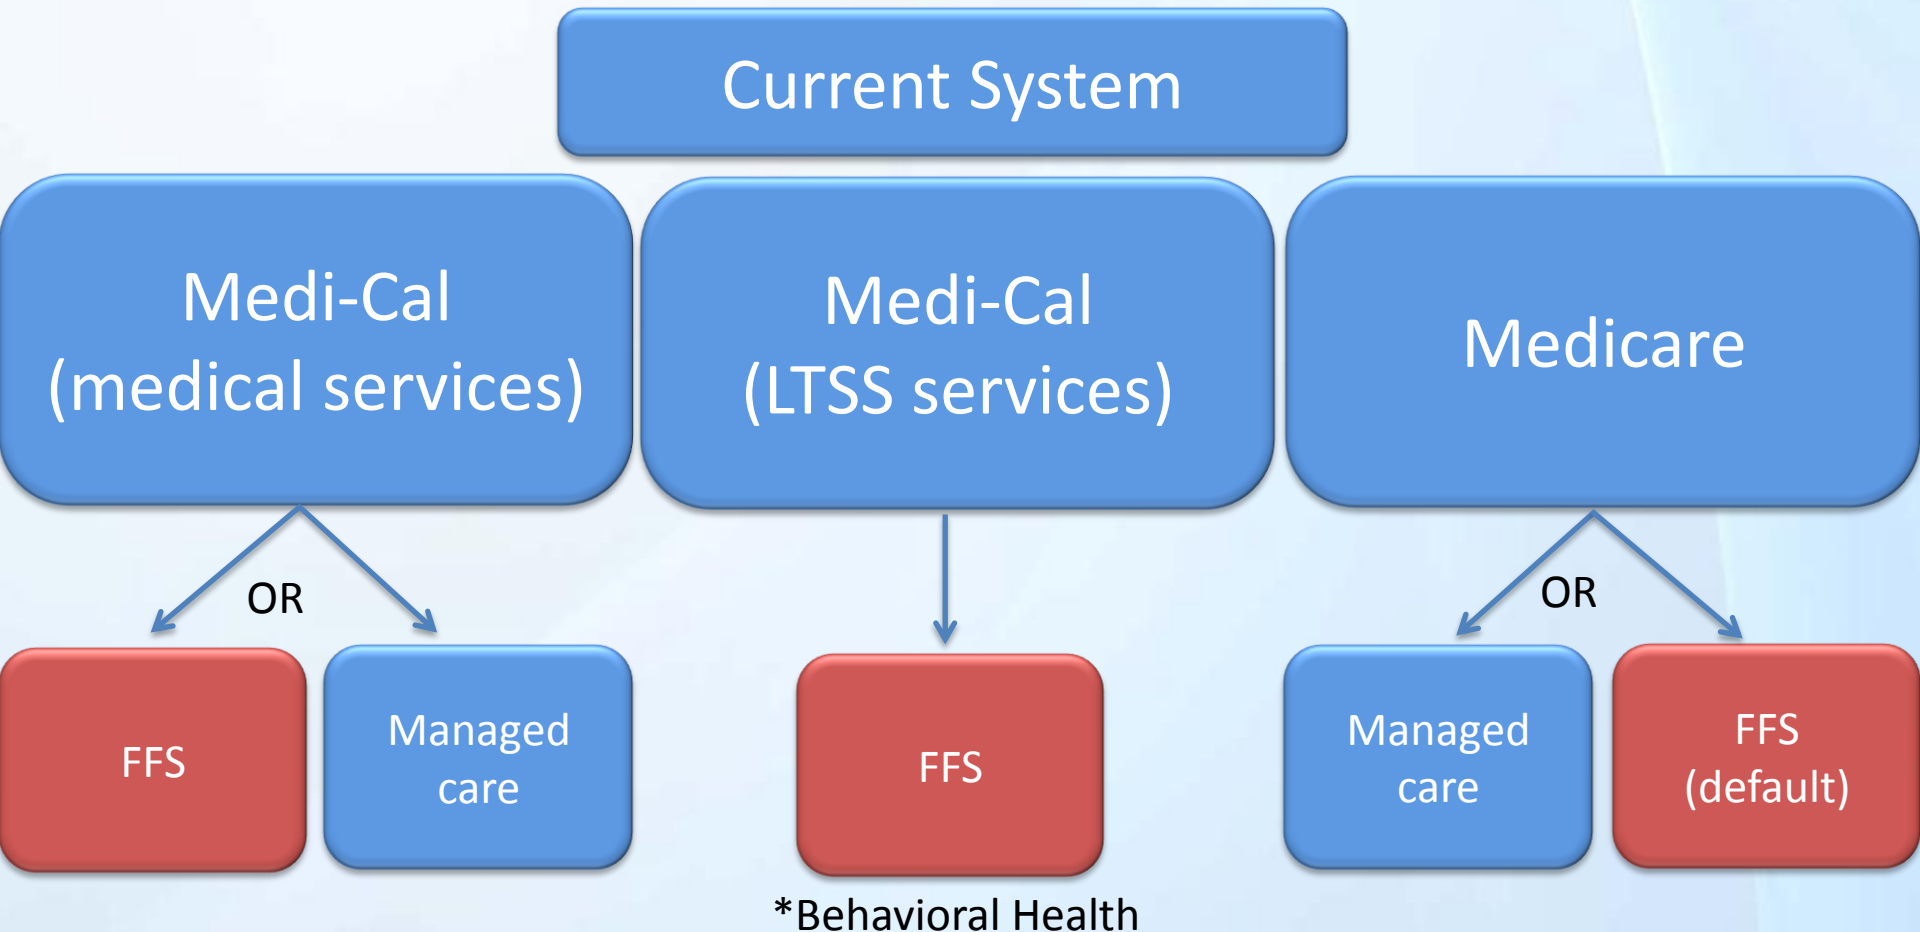 Current System
Medi-Cal
(medical services)
Medi-Cal
(LTSS services)
Medicare
OR
OR
FFS
Managed
care
FFS
Managed
care
FFS
(default)
*Behavioral Health